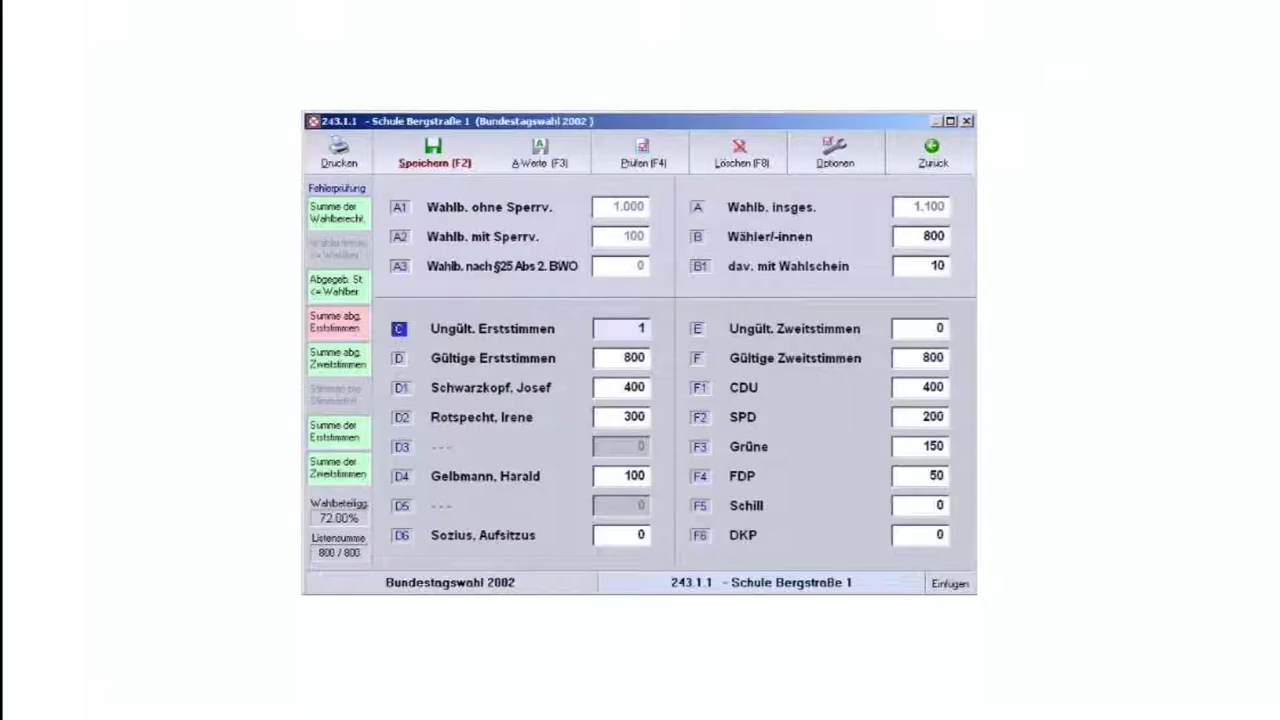 243.1.1 - Schule Bergstraße 1 (Bundestagswahl 2002 )
Drucken Speichern (F2) A-Werte (F3) Prüfen (F4) Löschen (F8) Optionen Zurück
Fehlerprüfung
Summe der
Wahlberecht.
Abgegeb. St
<= Wahlber
Summe abg.
Erststimmen
Summe abg.
Zweitstimmen
Summe der
Erststimmen
Summe der
Zweitstimmen
Wahlbeteiligg.
72.00%
Listensumme
800 / 800
A1 Wahlb. ohne Sperrv. 1.000
A2 Wahlb. mit Sperrv. 100
A3 Wahlb. nach §25 Abs 2. BWO 0
A Wahlb. insges. 1.100
B Wähler/-innen 800
B1 dav. mit Wahlschein 10
C Ungült. Erststimmen 1
D Gültige Erststimmen 800
D1 Schwarzkopf, Josef 400
D2 Rotspecht, Irene 300
D3 - - - 0
D4 Gelbmann, Harald 100
D5 - - - 0
D6 Sozius, Aufsitzus 0
E Ungült. Zweitstimmen 0
F Gültige Zweitstimmen 800
F1 CDU 400
F2 SPD 200
F3 Grüne 150
F4 FDP 50
F5 Schill 0
F6 DKP 0
Bundestagswahl 2002 243.1.1 - Schule Bergstraße 1 Einfügen